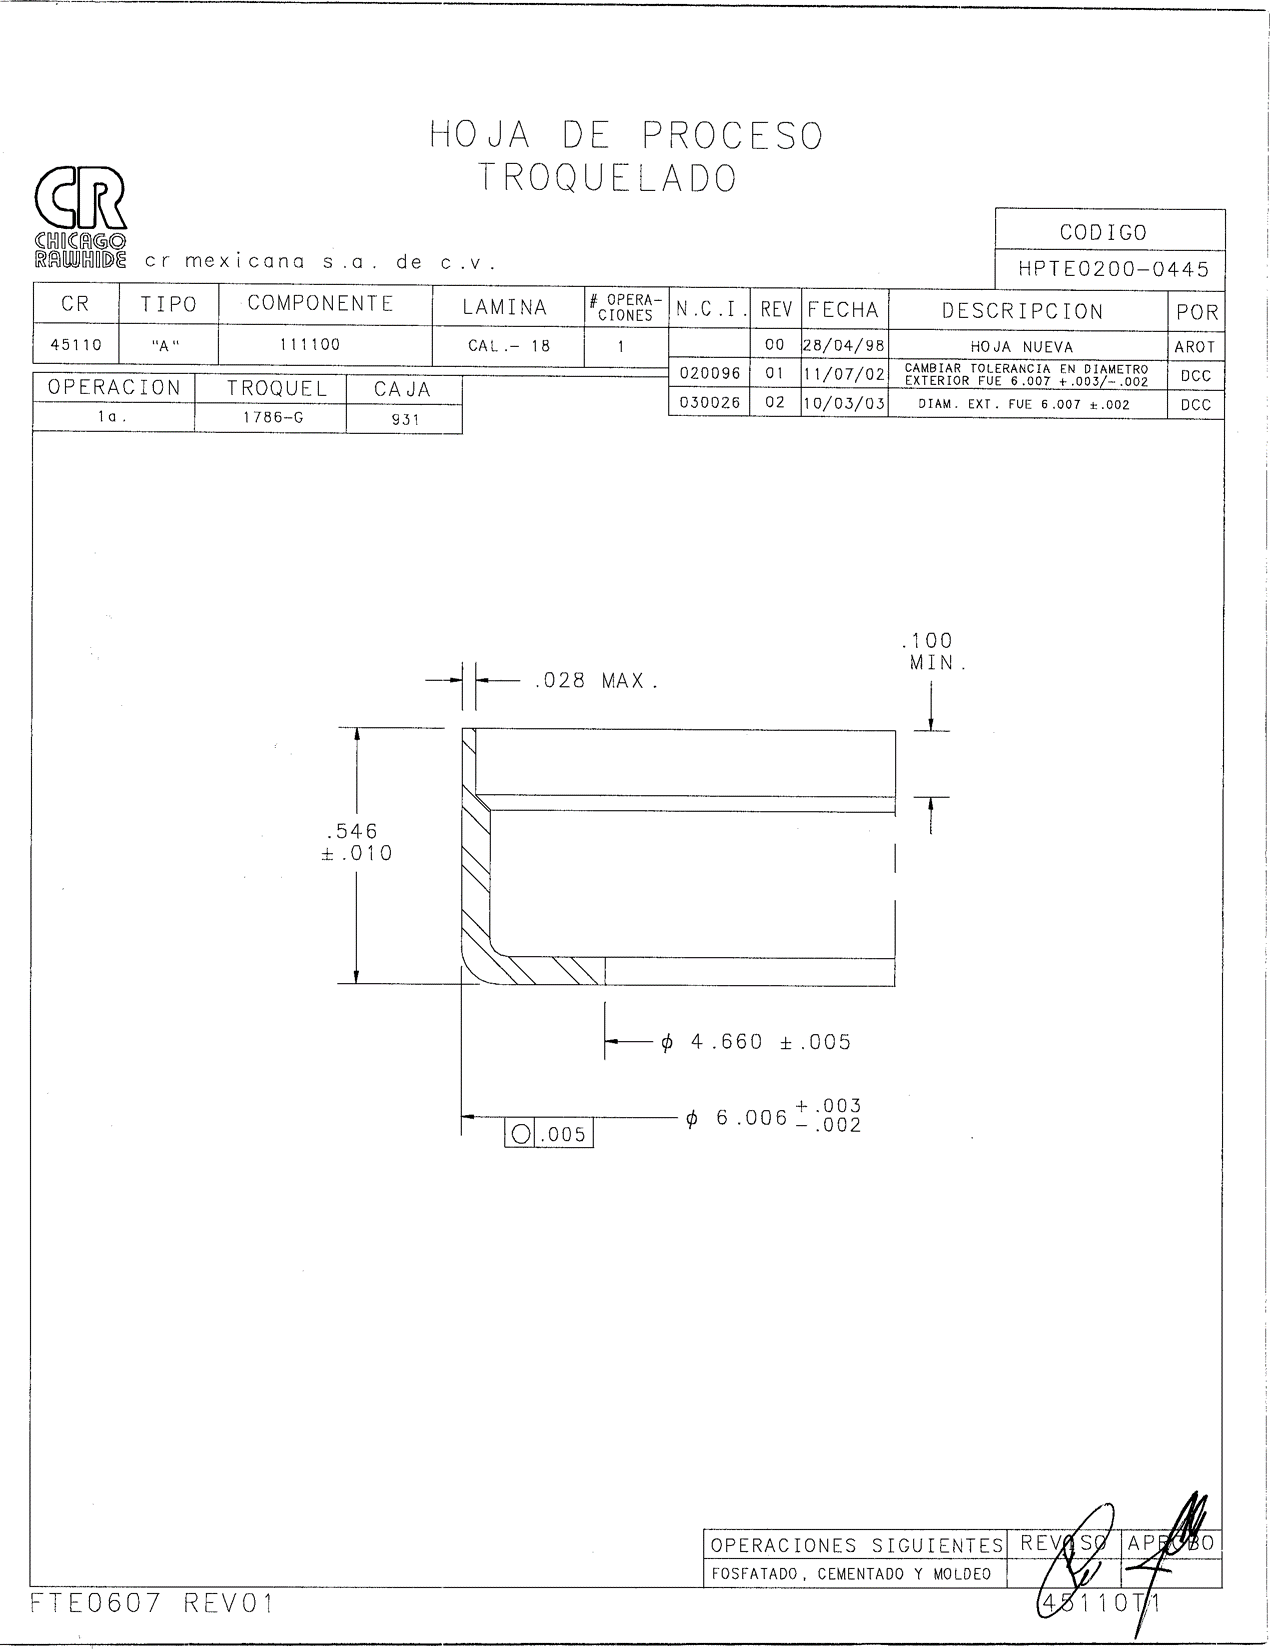 HOJA DE PROCESO
TROQUELADO
CR
CHICAGO
RAWHIDE
cr mexicana s.a. de c.v.
CODIGO
HPTE0200-0445
CR TIPO COMPONENTE LAMINA # OPERA-CIONES N.C.I. REV FECHA DESCRIPCION POR
45110 "A" 111100 CAL.- 18 1 00 28/04/98 HOJA NUEVA AROT
020096 01 11/07/02 CAMBIAR TOLERANCIA EN DIAMETRO EXTERIOR FUE 6.007 +.003/-.002 DCC
030026 02 10/03/03 DIAM. EXT. FUE 6.007 ±.002 DCC
OPERACION TROQUEL CAJA
1a. 1786-G 931
.100
MIN.
.028 MAX.
.546
±.010
ϕ 4.660 ±.005
ϕ 6.006 +.003
-.002
.005
OPERACIONES SIGUIENTES REVISO APROBO
FOSFATADO, CEMENTADO Y MOLDEO
FTE0607 REV01
45110T1